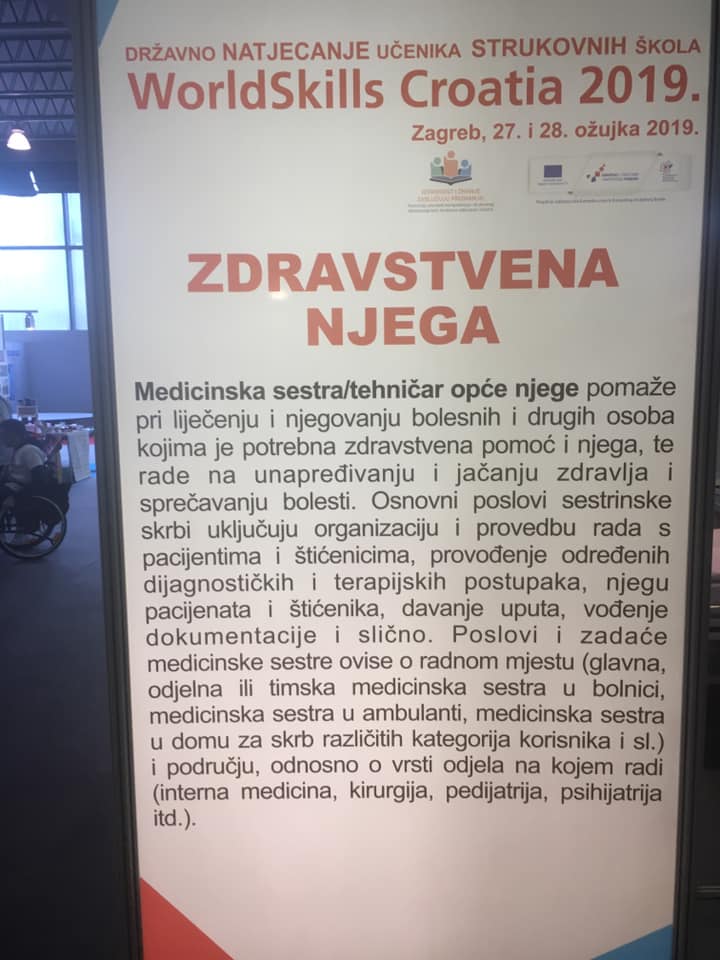 DRŽAVNO NATJECANJE UČENIKA STRUKOVNIH ŠKOLA
WorldSkills Croatia 2019.
Zagreb, 27. i 28. ožujka 2019.
ZDRAVSTVENA
NJEGA
Medicinska sestra/tehničar opće njege pomaže
pri liječenju i njegovanju bolesnih i drugih osoba
kojima je potrebna zdravstvena pomoć i njega, te
rade na unapređivanju i jačanju zdravlja i
sprečavanju bolesti. Osnovni poslovi sestrinske
skrbi uključuju organizaciju i provedbu rada s
pacijentima i štićenicima, provođenje određenih
dijagnostičkih i terapijskih postupaka, njegu
pacijenata i štićenika, davanje uputa, vođenje
dokumentacije i slično. Poslovi i zadaće
medicinske sestre ovise o radnom mjestu (glavna,
odjelna ili timska medicinska sestra u bolnici,
medicinska sestra u ambulanti, medicinska sestra
u domu za skrb različitih kategorija korisnika i sl.)
i području, odnosno o vrsti odjela na kojem radi
(interna medicina, kirurgija, pedijatrija, psihijatrija
itd.).